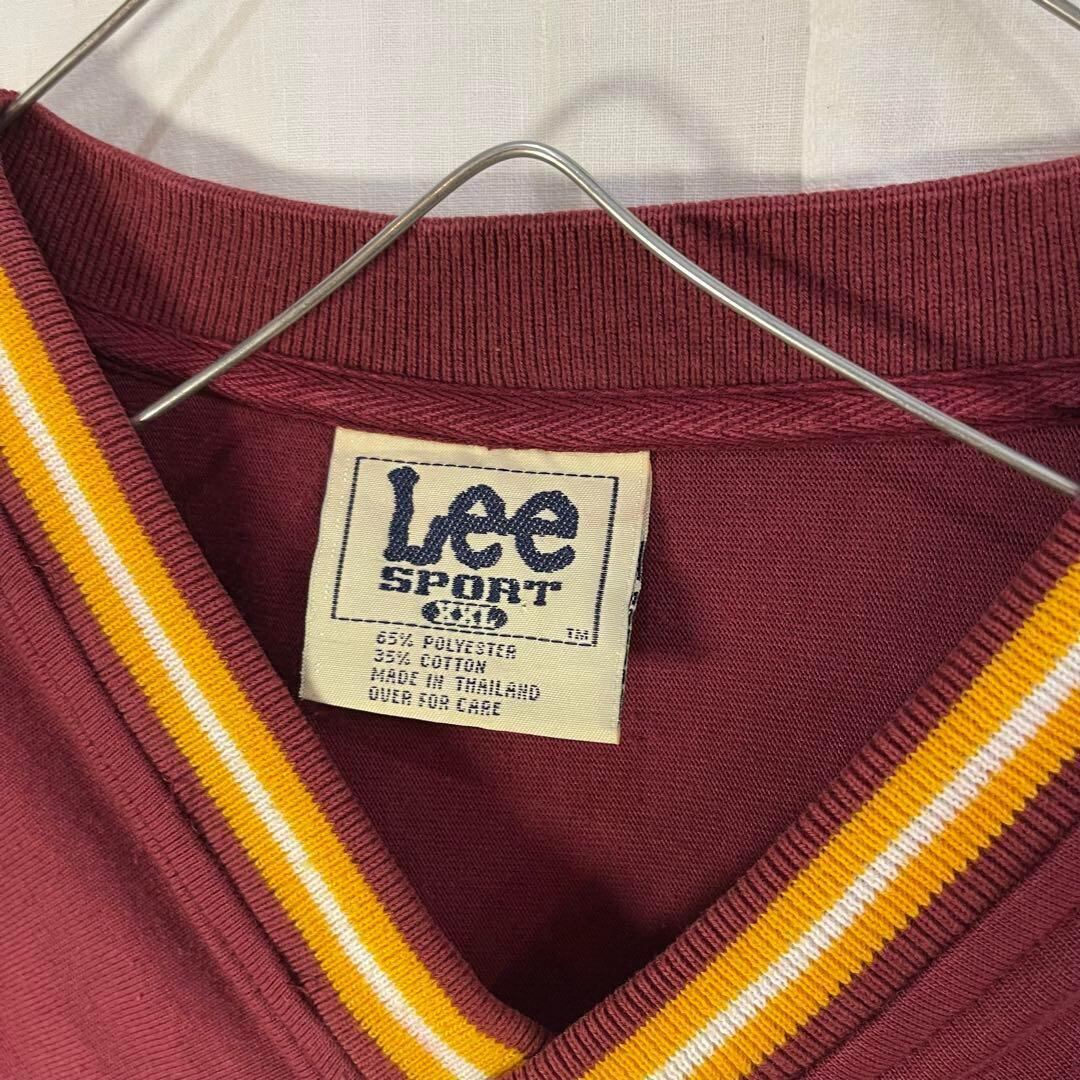 Lee
SPORT
XXL
TM
65% POLYESTER
35% COTTON
MADE IN THAILAND
OVER FOR CARE